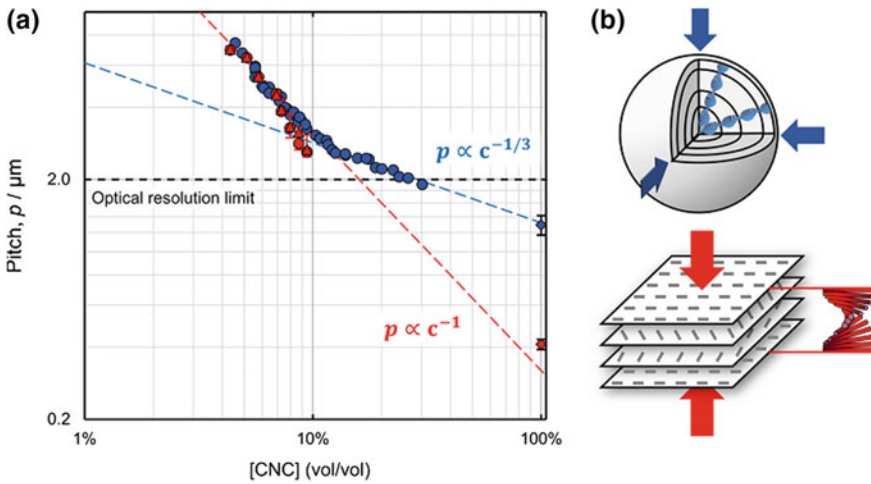 (a)
(b)
p ∝ c⁻¹/³
2.0
Optical resolution limit
Pitch, p / µm
p ∝ c⁻¹
0.2
1%
10%
100%
[CNC] (vol/vol)